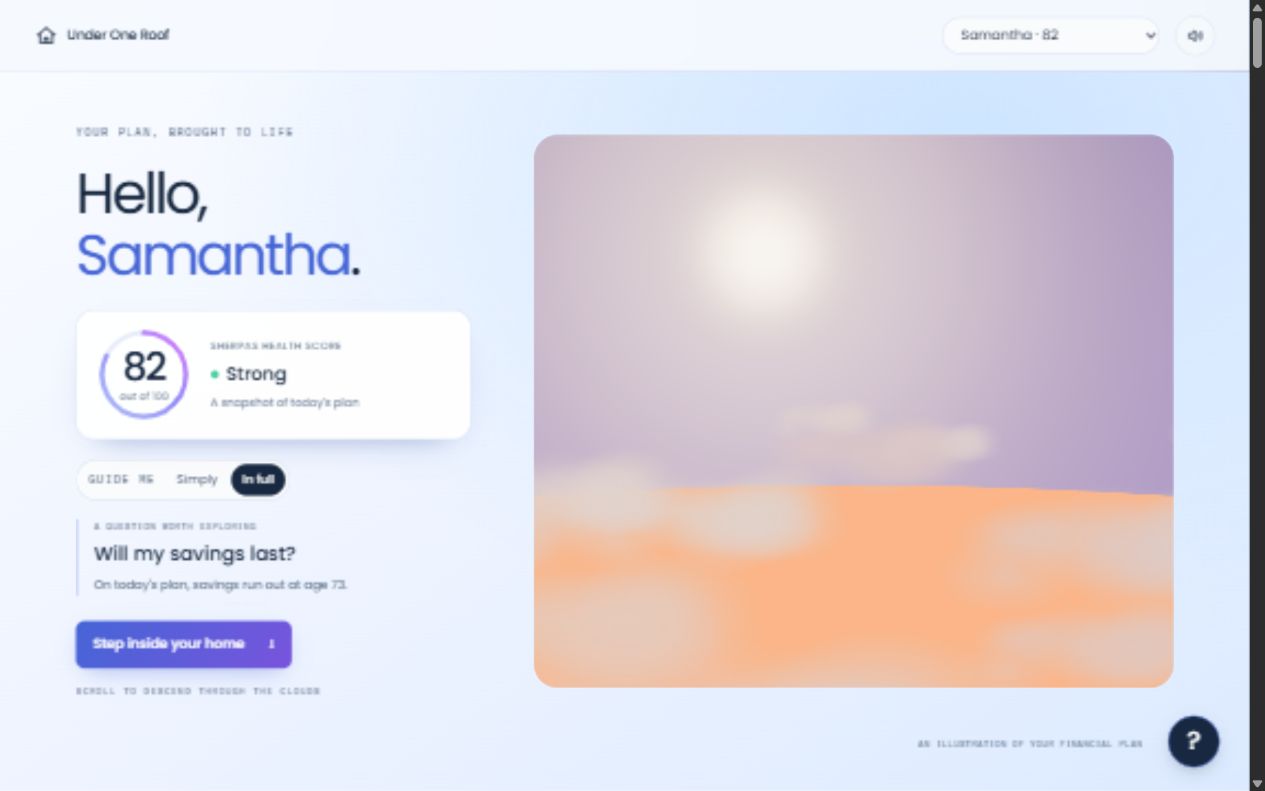 Under One Roof
Samantha · 82
YOUR PLAN, BROUGHT TO LIFE
Hello,
Samantha.
82
out of 100
SHERPAS HEALTH SCORE
Strong
A snapshot of today's plan
GUIDE ME
Simply
In full
A QUESTION WORTH EXPLORING
Will my savings last?
On today's plan, savings run out at age 73.
Step inside your home ↓
SCROLL TO DESCEND THROUGH THE CLOUDS
AN ILLUSTRATION OF YOUR FINANCIAL PLAN
?